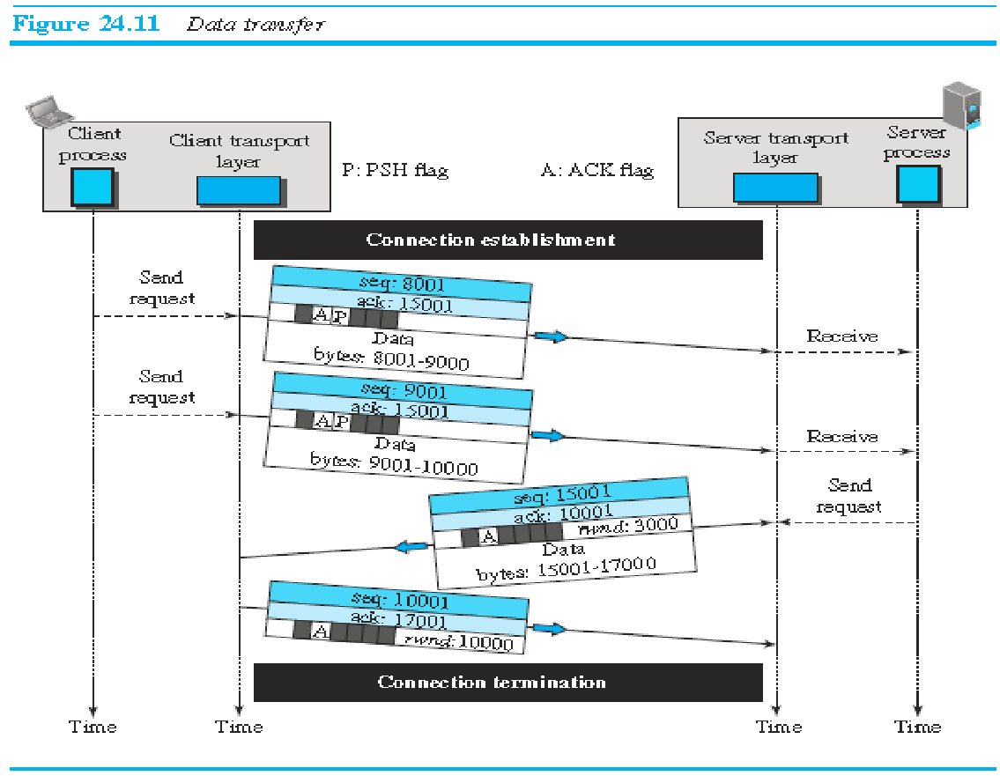 Figure 24.11 Data transfer
Client
process
Client transport
layer
P: PSH flag
A: ACK flag
Server transport
layer
Server
process
Connection establishment
Send
request
seq: 8001
ack: 15001
A P
Data
bytes: 8001-9000
Receive
Send
request
seq: 9001
ack: 15001
A P
Data
bytes: 9001-10000
Receive
Send
request
seq: 15001
ack: 10001
A rwnd: 3000
Data
bytes: 15001-17000
seq: 10001
ack: 17001
A rwnd: 10000
Connection termination
Time
Time
Time
Time